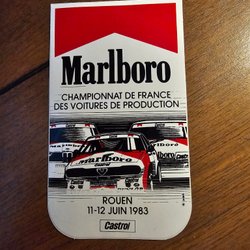 Marlboro
CHAMPIONNAT DE FRANCE
DES VOITURES DE PRODUCTION
Marlboro
ROUEN
11-12 JUIN 1983
Castrol